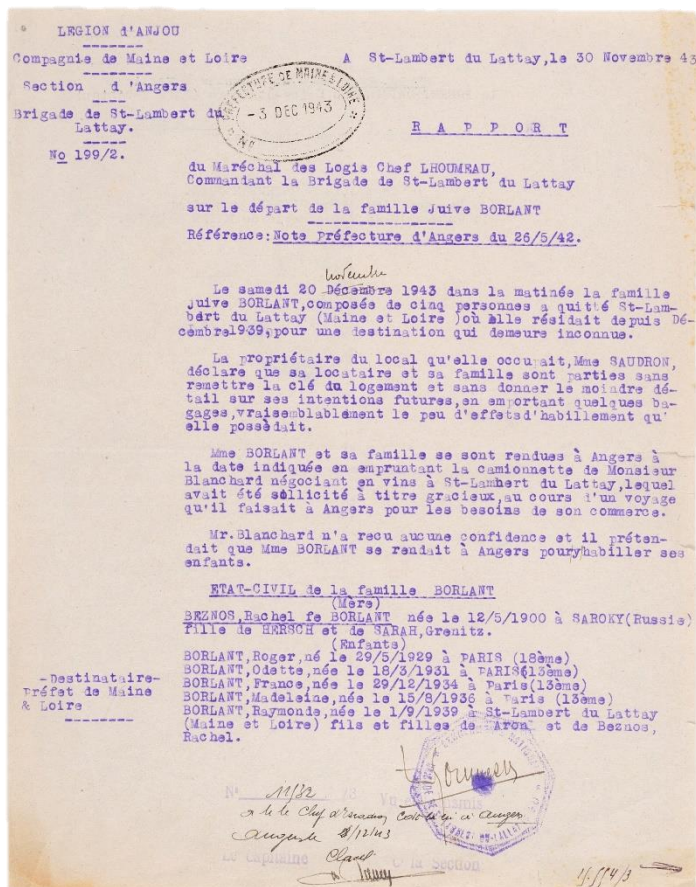 LEGION d'ANJOU
Compagnie de Maine et Loire
Section d'Angers
Brigade de St-Lambert du
Lattay.
No 199/2.
PREFECTURE DE MAINE & LOIRE
- 3 DEC 1943
A St-Lambert du Lattay, le 30 Novembre 43
RAPPORT
du Maréchal des Logis Chef LHOUMEAU,
Commandant la Brigade de St-Lambert du Lattay
sur le départ de la famille Juive BORLANT
Référence: Note préfecture d'Angers du 26/5/42.
novembre
Le samedi 20 Décembre 1943 dans la matinée la famille
Juive BORLANT, composée de cinq personnes a quitté St-Lam-
bert du Lattay (Maine et Loire ) où elle résidait depuis Dé-
cembre 1939, pour une destination qui demeure inconnue.
La propriétaire du local qu'elle occupait, Mme SAUDRON,
déclare que sa locataire et sa famille sont parties sans
remettre la clé du logement et sans donner le moindre dé-
tail sur ses intentions futures, en emportant quelques ba-
gages, vraisemblablement le peu d'effets d'habillement qu'
elle possèdait.
Mme BORLANT et sa famille se sont rendues à Angers à
la date indiquée en empruntant la camionnette de Monsieur
Blanchard négociant en vins à St-Lambert du Lattay, lequel
avait été sollicité à titre gracieux, au cours d'un voyage
qu'il faisait à Angers pour les besoins de son commerce.
Mr. Blanchard n'a recu aucune confidence et il préten-
dait que Mme BORLANT se rendait à Angers pour y habiller ses
enfants.
ETAT-CIVIL de la famille BORLANT
(Mère)
BEZNOS, Rachel fe BORLANT née le 12/5/1900 à SAROKY (Russie)
fille de HERSCH et de SARAH, Grenitz.
(Enfants)
BORLANT, Roger, né le 29/5/1929 à PARIS (18ème)
BORLANT, Odette, née le 18/3/1931 à PARIS (13ème)
BORLANT, France, née le 29/12/1934 à Paris (13ème)
BORLANT, Madeleine, née le 15/8/1936 à Paris (13ème)
BORLANT, Raymonde, née le 1/9/1939 à St-Lambert du Lattay
(Maine et Loire) fils et filles de Aron et de Beznos,
Rachel.
-Destinataire-
Préfet de Maine
& Loire
N° 11/32
Angers le 2/12/43
Le Capitaine la Section